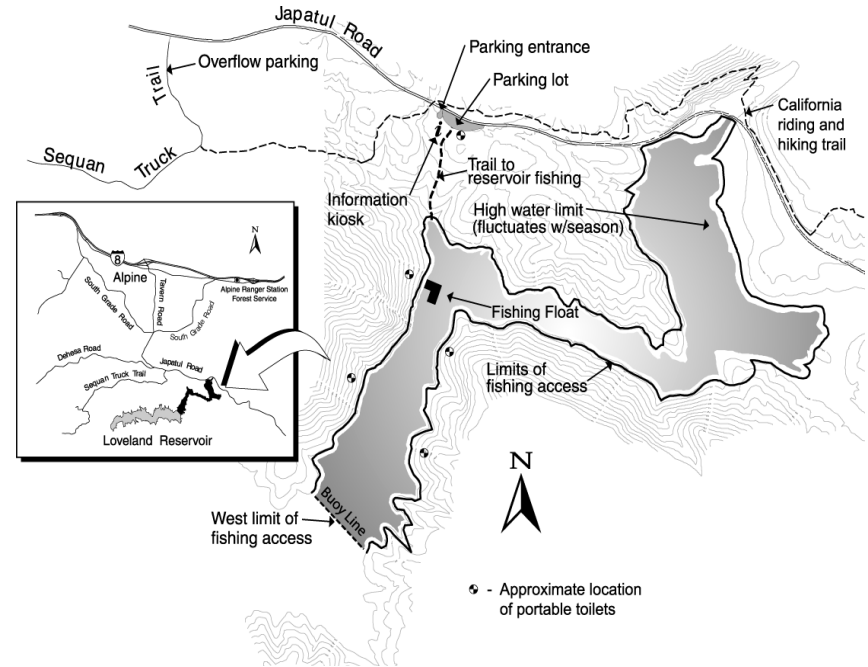 Japatul Road
Parking entrance
Overflow parking
Parking lot
Trail
California
riding and
hiking trail
Sequan Truck
Trail to
reservoir fishing
Information
kiosk
High water limit
(fluctuates w/season)
8
Alpine
Alpine Ranger Station
Forest Service
South Grade Road
Tavern Road
South Grade Road
Fishing Float
Dehesa Road
Japatul Road
Limits of
fishing access
Sequan Truck Trail
Loveland Reservoir
N
Buoy Line
West limit of
fishing access
- Approximate location
of portable toilets